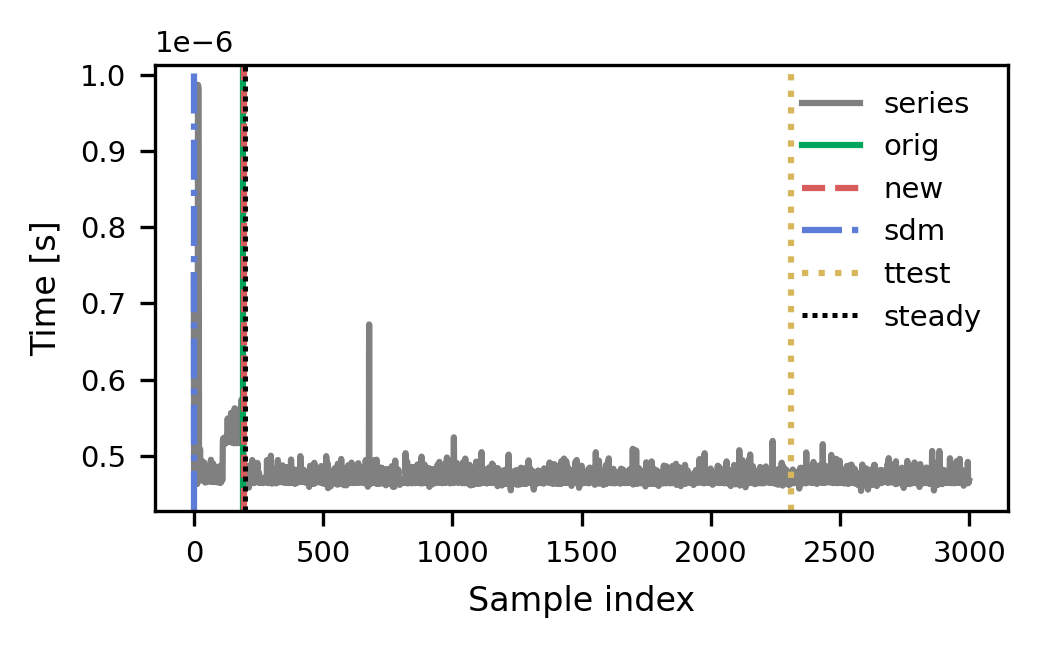 1e−6
1.0
0.9
0.8
0.7
0.6
0.5
Time [s]
series
orig
new
sdm
ttest
steady
0 500 1000 1500 2000 2500 3000
Sample index